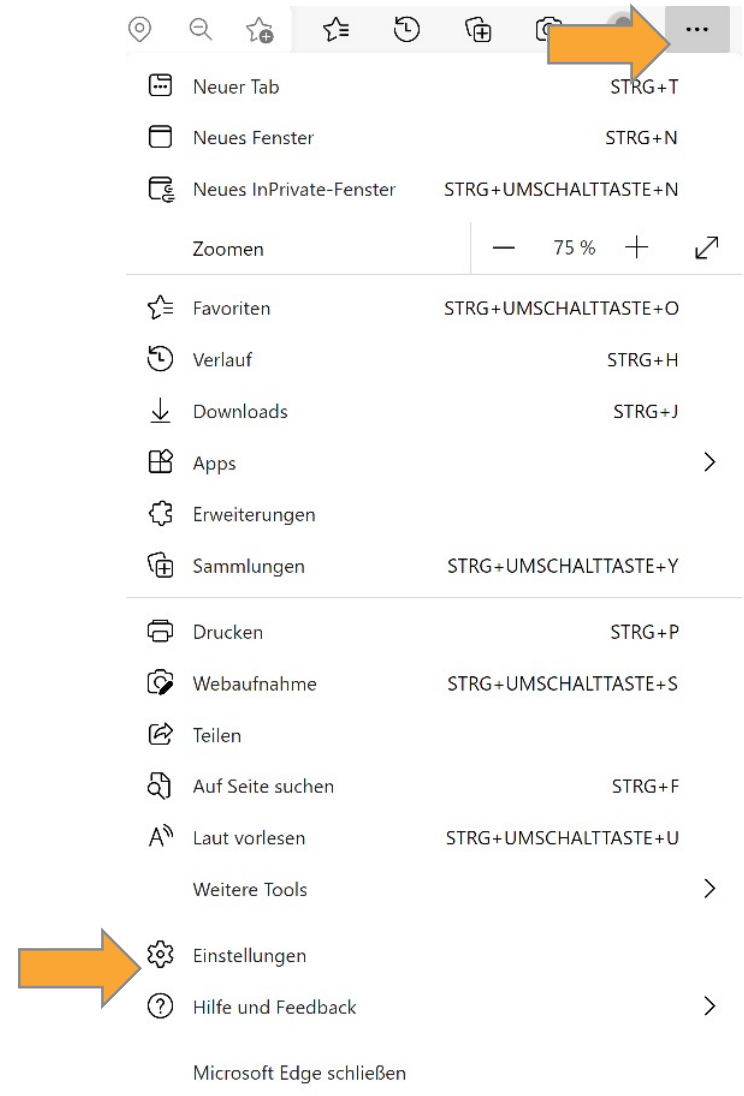 Neuer Tab STRG+T
Neues Fenster STRG+N
Neues InPrivate-Fenster STRG+UMSCHALTTASTE+N
Zoomen 75 %
Favoriten STRG+UMSCHALTTASTE+O
Verlauf STRG+H
Downloads STRG+J
Apps
Erweiterungen
Sammlungen STRG+UMSCHALTTASTE+Y
Drucken STRG+P
Webaufnahme STRG+UMSCHALTTASTE+S
Teilen
Auf Seite suchen STRG+F
Laut vorlesen STRG+UMSCHALTTASTE+U
Weitere Tools
Einstellungen
Hilfe und Feedback
Microsoft Edge schließen